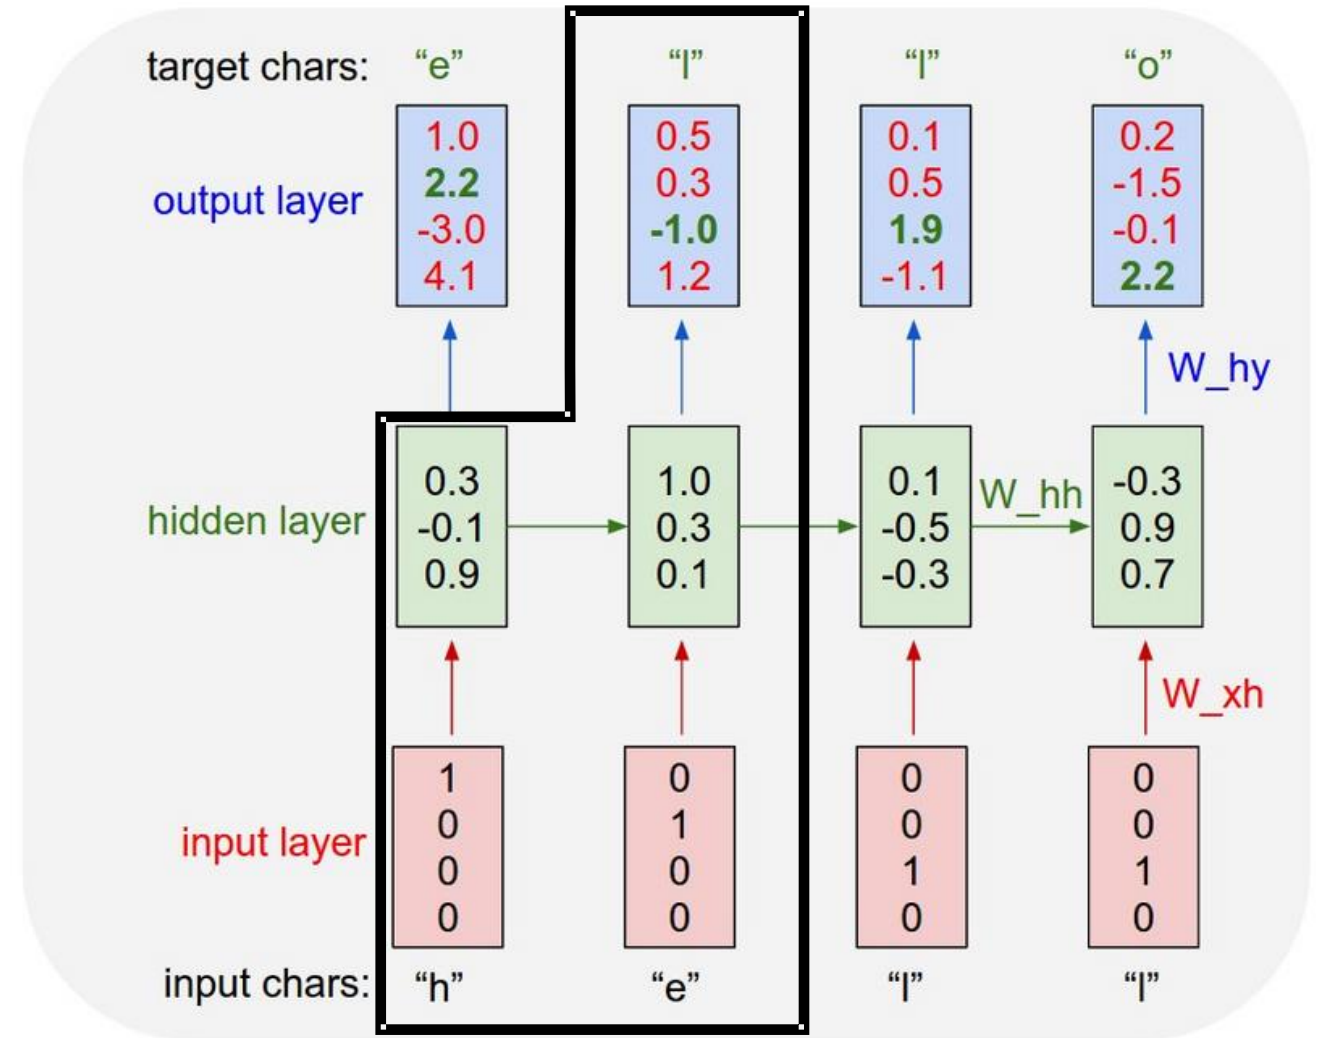 target chars: “e” “l” “l” “o”
output layer
1.0 0.5 0.1 0.2
2.2 0.3 0.5 -1.5
-3.0 -1.0 1.9 -0.1
4.1 1.2 -1.1 2.2
W_hy
hidden layer
0.3 1.0 0.1 -0.3
-0.1 0.3 -0.5 0.9
0.9 0.1 -0.3 0.7
W_hh
W_xh
input layer
1 0 0 0
0 1 0 0
0 0 1 1
0 0 0 0
input chars: “h” “e” “l” “l”